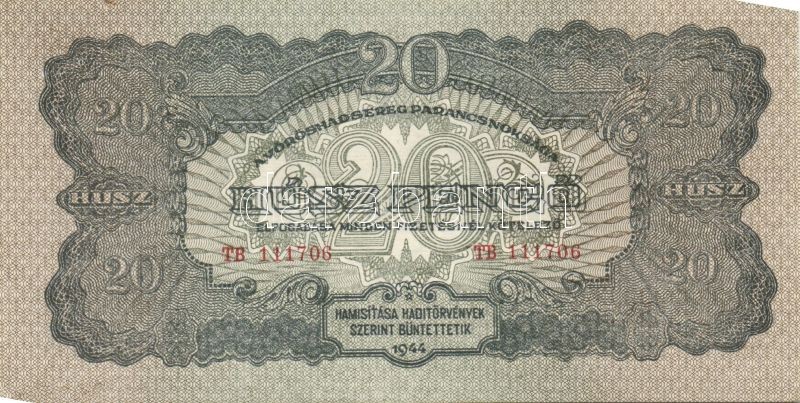 20
20 20
A VÖRÖSHADSEREG PARANCSNOKSÁGA
20
HÚSZ HÚSZ PENGŐ HÚSZ
ELFOGADÁSA MINDEN FIZETÉSNÉL KÖTELEZŐ
TB 111706 TB 111706
20 20
HAMISÍTÁSA HADITÖRVÉNYEK
SZERINT BÜNTETTETIK
1944